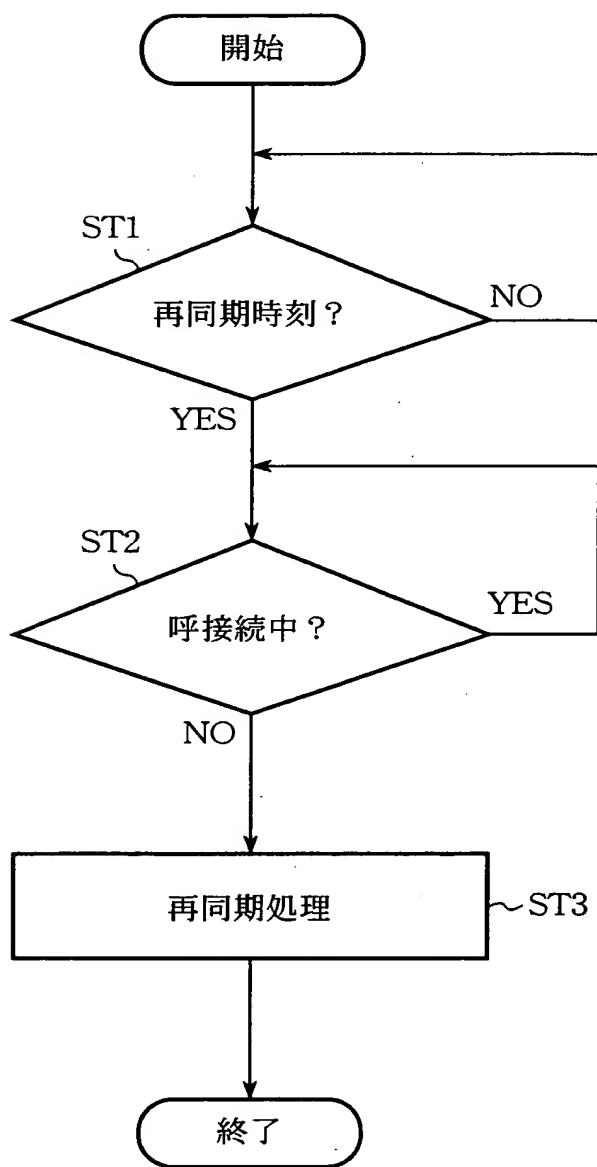 開始
ST1
再同期時刻？
NO
YES
ST2
呼接続中？
YES
NO
再同期処理
ST3
終了